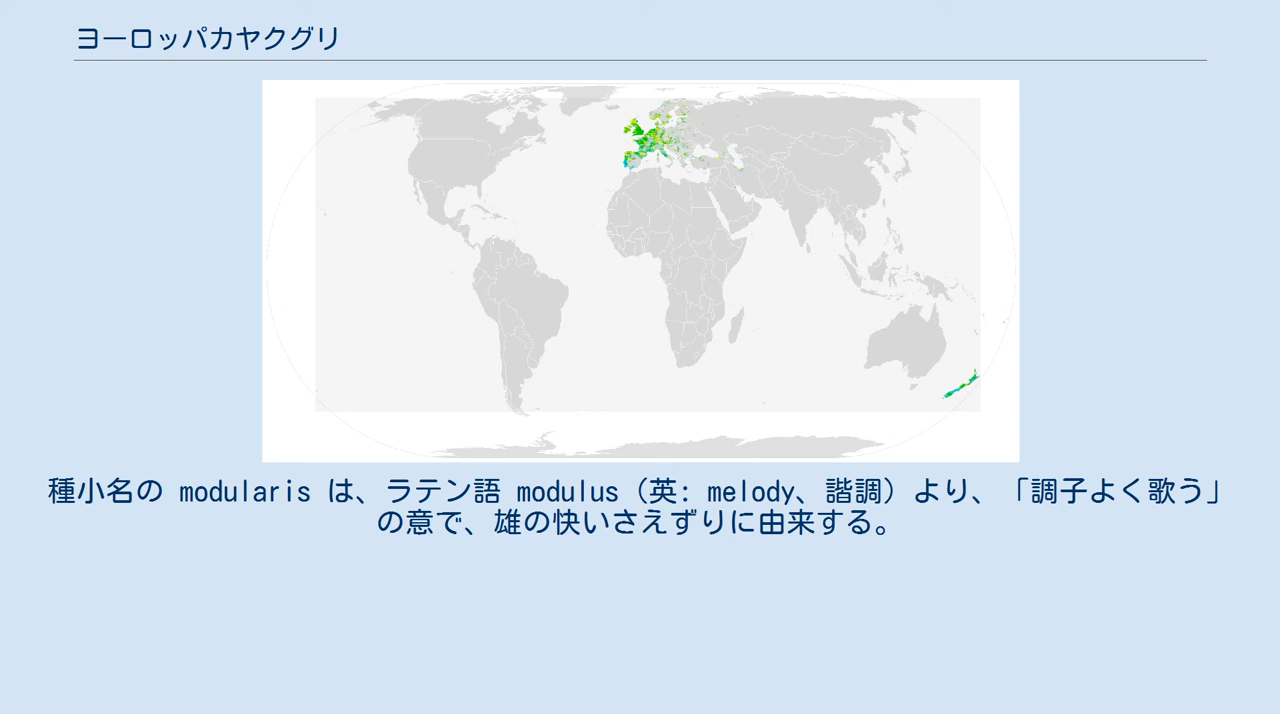 ヨーロッパカヤクグリ
種小名の modularis は、ラテン語 modulus（英: melody、諧調）より、「調子よく歌う」
の意で、雄の快いさえずりに由来する。